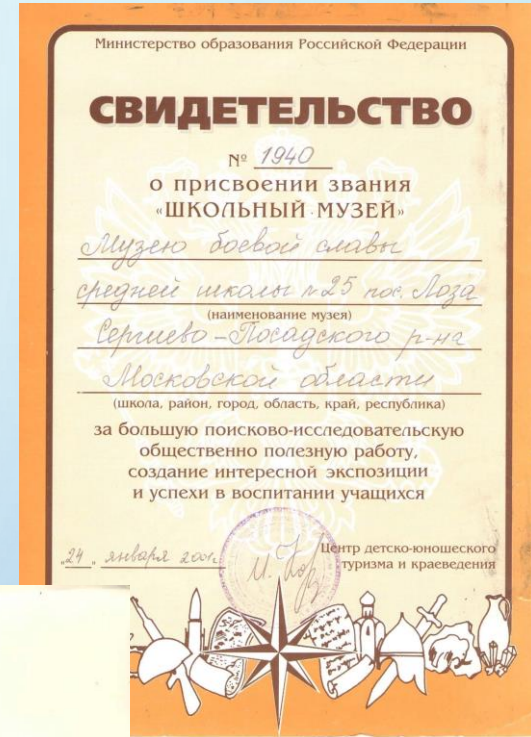 Министерство образования Российской Федерации
СВИДЕТЕЛЬСТВО
№ 1940
о присвоении звания
«ШКОЛЬНЫЙ МУЗЕЙ»
Музею боевой славы
средней школы № 25 пос. Лоза
(наименование музея)
Сергиево-Посадского р-на
Московской области
(школа, район, город, область, край, республика)
за большую поисково-исследовательскую
общественно полезную работу,
создание интересной экспозиции
и успехи в воспитании учащихся
„24„ января
Центр детско-юношеского
туризма и краеведения